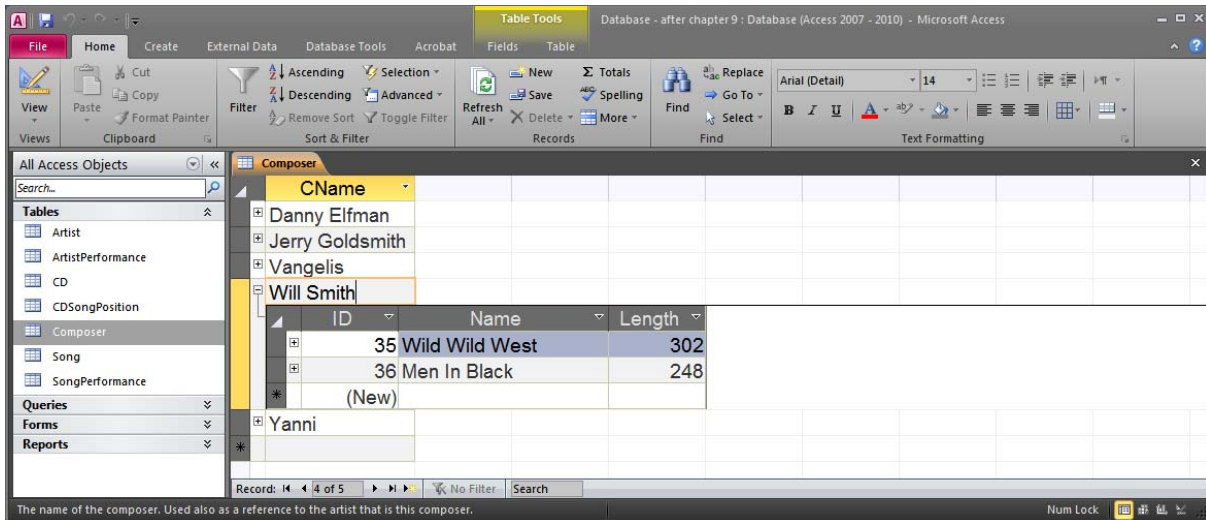 Table Tools
Database - after chapter 9 : Database (Access 2007 - 2010) - Microsoft Access
File Home Create External Data Database Tools Acrobat Fields Table
View
Views
Paste
Cut
Copy
Format Painter
Clipboard
Filter
Ascending
Descending
Remove Sort
Selection
Advanced
Toggle Filter
Sort & Filter
Refresh
All
New
Save
Delete
Totals
Spelling
More
Records
Find
Replace
Go To
Select
Find
Arial (Detail) 14
B I U A
Text Formatting
All Access Objects
Search...
Tables
Artist
ArtistPerformance
CD
CDSongPosition
Composer
Song
SongPerformance
Queries
Forms
Reports
Composer
CName
Danny Elfman
Jerry Goldsmith
Vangelis
Will Smith
ID Name Length
35 Wild Wild West 302
36 Men In Black 248
(New)
Yanni
Record: 4 of 5 No Filter Search
The name of the composer. Used also as a reference to the artist that is this composer.
Num Lock